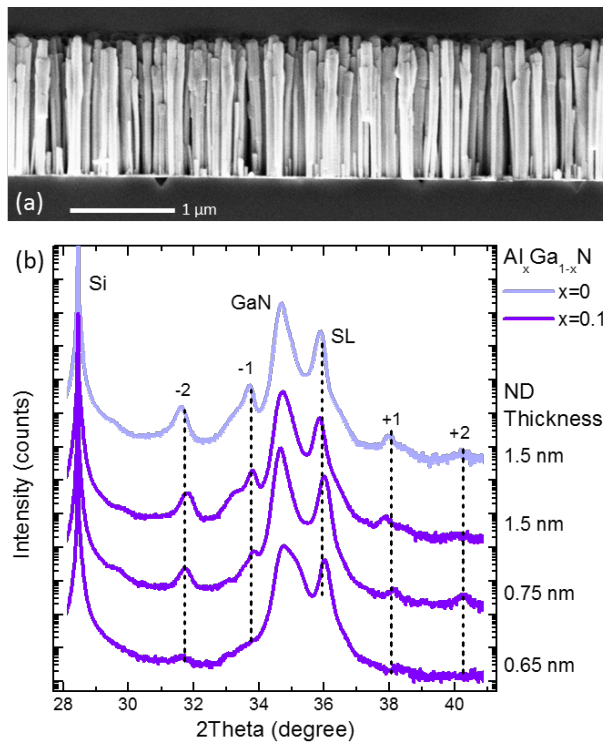 (a)
1 μm
(b)
Si
GaN
SL
-2
-1
+1
+2
AlxGa1-xN
x=0
x=0.1
ND
Thickness
1.5 nm
1.5 nm
0.75 nm
0.65 nm
Intensity (counts)
28 30 32 34 36 38 40
2Theta (degree)